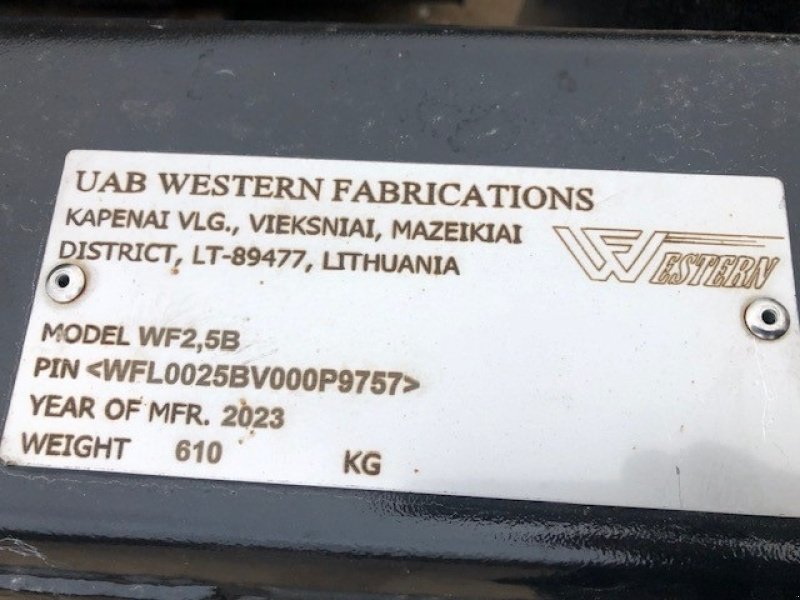 UAB WESTERN FABRICATIONS
KAPENAI VLG., VIEKSNIAI, MAZEIKIAI
DISTRICT, LT-89477, LITHUANIA
WESTERN
MODEL WF2,5B
PIN <WFL0025BV000P9757>
YEAR OF MFR. 2023
WEIGHT 610 KG